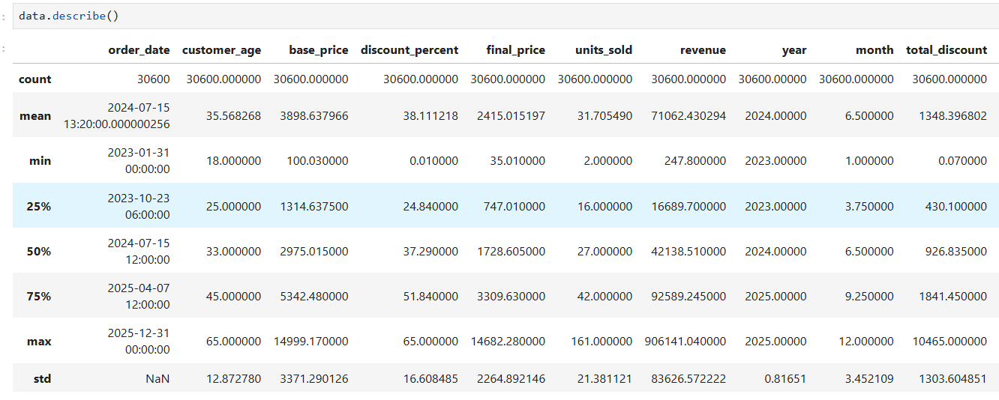 : data.describe()
:
order_date customer_age base_price discount_percent final_price units_sold revenue year month total_discount
count 30600 30600.000000 30600.000000 30600.000000 30600.000000 30600.000000 30600.000000 30600.00000 30600.000000 30600.000000
mean 2024-07-15 13:20:00.000000256 35.568268 3898.637966 38.111218 2415.015197 31.705490 71062.430294 2024.00000 6.500000 1348.396802
min 2023-01-31 00:00:00 18.000000 100.030000 0.010000 35.010000 2.000000 247.800000 2023.00000 1.000000 0.070000
25% 2023-10-23 06:00:00 25.000000 1314.637500 24.840000 747.010000 16.000000 16689.700000 2023.00000 3.750000 430.100000
50% 2024-07-15 12:00:00 33.000000 2975.015000 37.290000 1728.605000 27.000000 42138.510000 2024.00000 6.500000 926.835000
75% 2025-04-07 12:00:00 45.000000 5342.480000 51.840000 3309.630000 42.000000 92589.245000 2025.00000 9.250000 1841.450000
max 2025-12-31 00:00:00 65.000000 14999.170000 65.000000 14682.280000 161.000000 906141.040000 2025.00000 12.000000 10465.000000
std NaN 12.872780 3371.290126 16.608485 2264.892146 21.381121 83626.572222 0.81651 3.452109 1303.604851